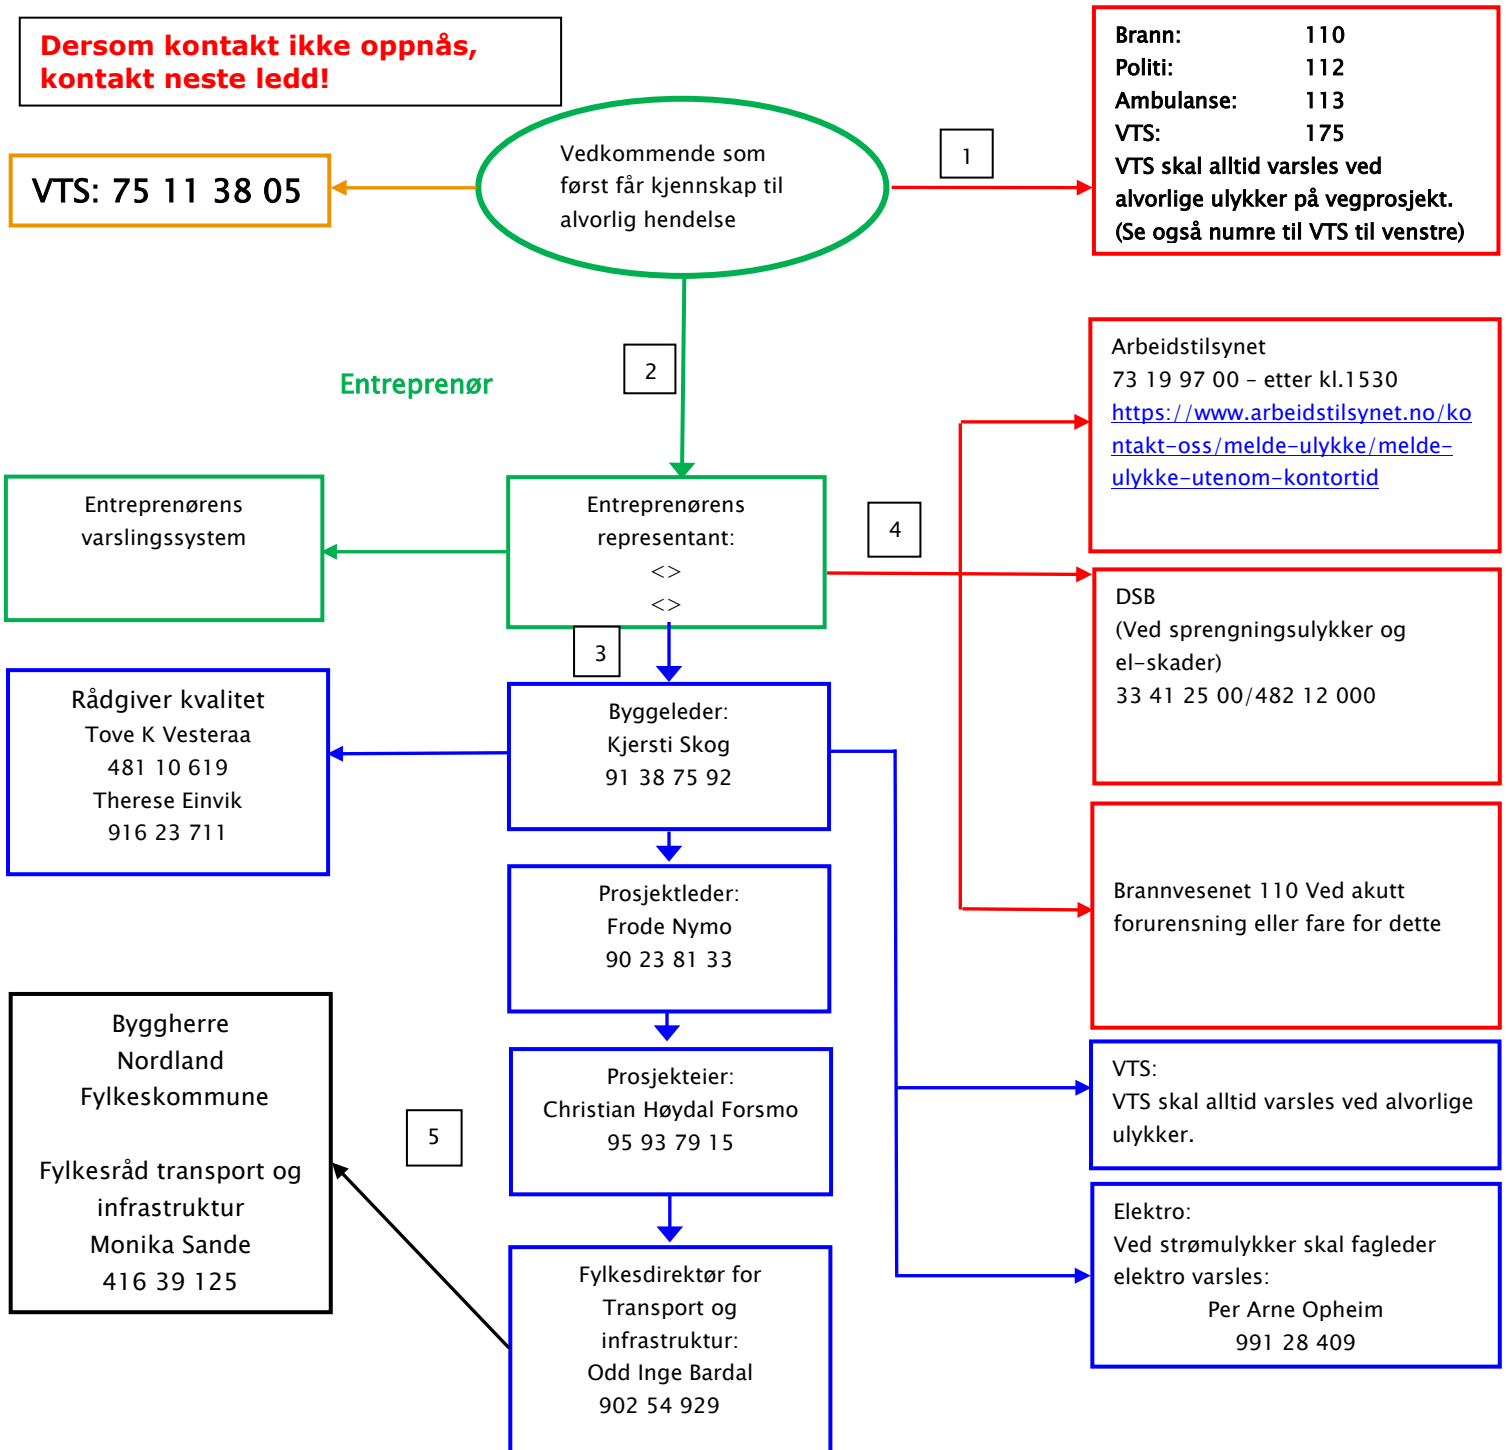 Dersom kontakt ikke oppnås,
kontakt neste ledd!
Brann: 110
Politi: 112
Ambulanse: 113
VTS: 175
VTS skal alltid varsles ved
alvorlige ulykker på vegprosjekt.
(Se også numre til VTS til venstre)
Vedkommende som
først får kjennskap til
alvorlig hendelse
1
VTS: 75 11 38 05
2
Entreprenør
Arbeidstilsynet
73 19 97 00 – etter kl.1530
https://www.arbeidstilsynet.no/ko
ntakt-oss/melde-ulykke/melde-
ulykke-utenom-kontortid
Entreprenørens
varslingssystem
Entreprenørens
representant:
<>
<>
4
DSB
(Ved sprengningsulykker og
el-skader)
33 41 25 00/482 12 000
3
Rådgiver kvalitet
Tove K Vesteraa
481 10 619
Therese Einvik
916 23 711
Byggeleder:
Kjersti Skog
91 38 75 92
Brannvesenet 110 Ved akutt
forurensning eller fare for dette
Prosjektleder:
Frode Nymo
90 23 81 33
Byggherre
Nordland
Fylkeskommune
Fylkesråd transport og
infrastruktur
Monika Sande
416 39 125
5
Prosjekteier:
Christian Høydal Forsmo
95 93 79 15
VTS:
VTS skal alltid varsles ved alvorlige
ulykker.
Elektro:
Ved strømulykker skal fagleder
elektro varsles:
Per Arne Opheim
991 28 409
Fylkesdirektør for
Transport og
infrastruktur:
Odd Inge Bardal
902 54 929